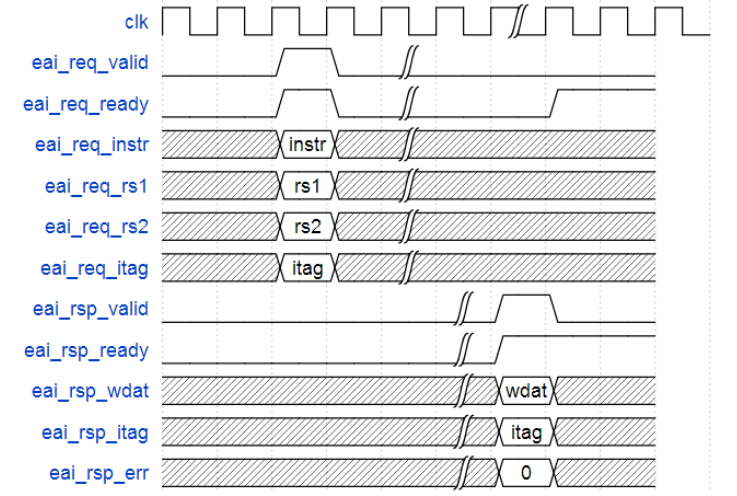 clk
eai_req_valid
eai_req_ready
eai_req_instr instr
eai_req_rs1 rs1
eai_req_rs2 rs2
eai_req_itag itag
eai_rsp_valid
eai_rsp_ready
eai_rsp_wdat wdat
eai_rsp_itag itag
eai_rsp_err 0